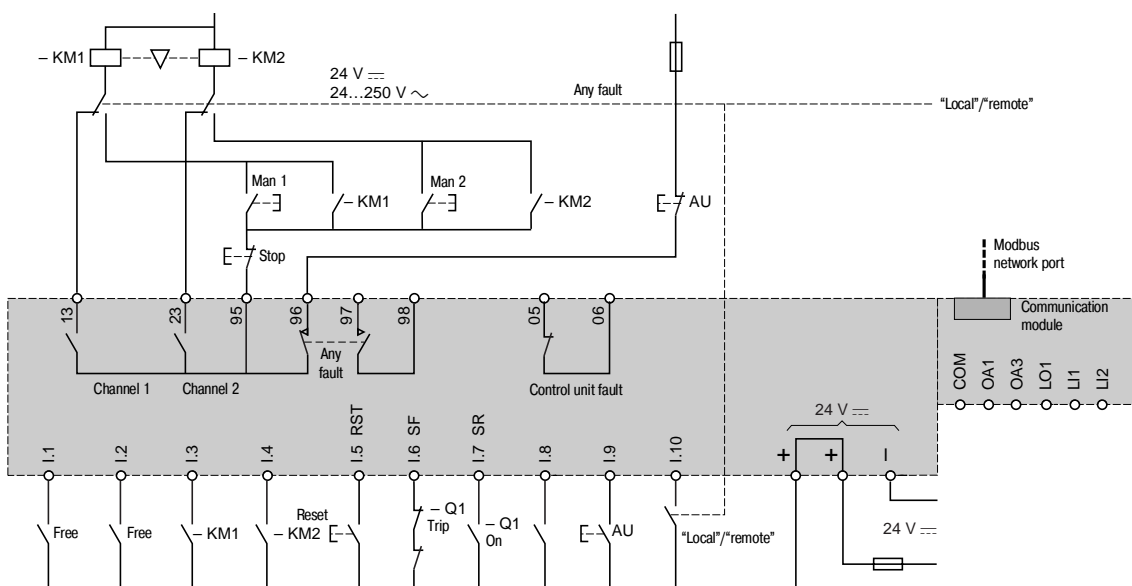 – KM1
– KM2
24 V
24...250 V
Any fault
“Local”/“remote”
Man 1
– KM1
Man 2
– KM2
AU
Stop
Modbus
network port
Communication
module
13
23
95
96
97
98
05
06
Any
fault
Channel 1
Channel 2
Control unit fault
COM
OA1
OA3
LO1
LI1
LI2
24 V
I.1
I.2
I.3
I.4
I.5 RST
I.6 SF
I.7 SR
I.8
I.9
I.10
+
+
–
Free
Free
– KM1
– KM2
Reset
– Q1
Trip
– Q1
On
AU
“Local”/“remote”
24 V